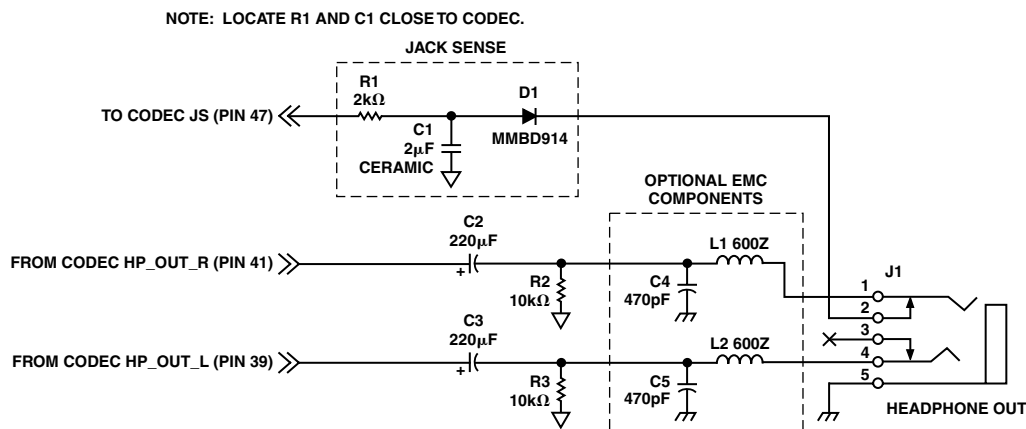 NOTE: LOCATE R1 AND C1 CLOSE TO CODEC.
JACK SENSE
R1
2kΩ
D1
TO CODEC JS (PIN 47)
C1
2µF
CERAMIC
MMBD914
OPTIONAL EMC
COMPONENTS
C2
220µF
L1 600Z
FROM CODEC HP_OUT_R (PIN 41)
+
R2
10kΩ
C4
470pF
J1
1
2
3
4
5
C3
220µF
L2 600Z
FROM CODEC HP_OUT_L (PIN 39)
+
R3
10kΩ
C5
470pF
HEADPHONE OUT